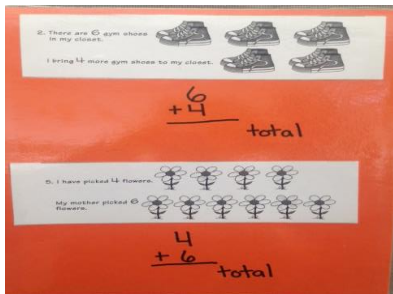 2. There are 6 gym shoes
in my closet.
I bring 4 more gym shoes to my closet.
6
+ 4
total
5. I have picked 4 flowers.
My mother picked 6
flowers.
4
+ 6
total